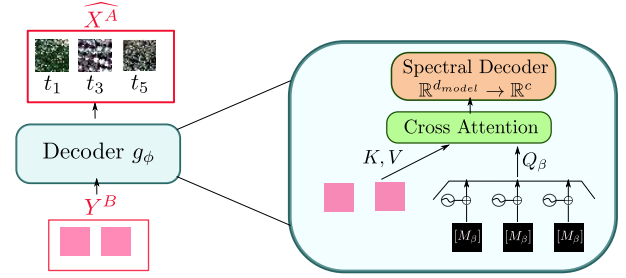 $\widehat{X^A}$
$t_1$ $t_3$ $t_5$
Decoder $g_\phi$
$Y^B$
Spectral Decoder
$\mathbb{R}^{d_{model}} \rightarrow \mathbb{R}^c$
Cross Attention
$K, V$
$Q_\beta$
$[M_\beta]$ $[M_\beta]$ $[M_\beta]$